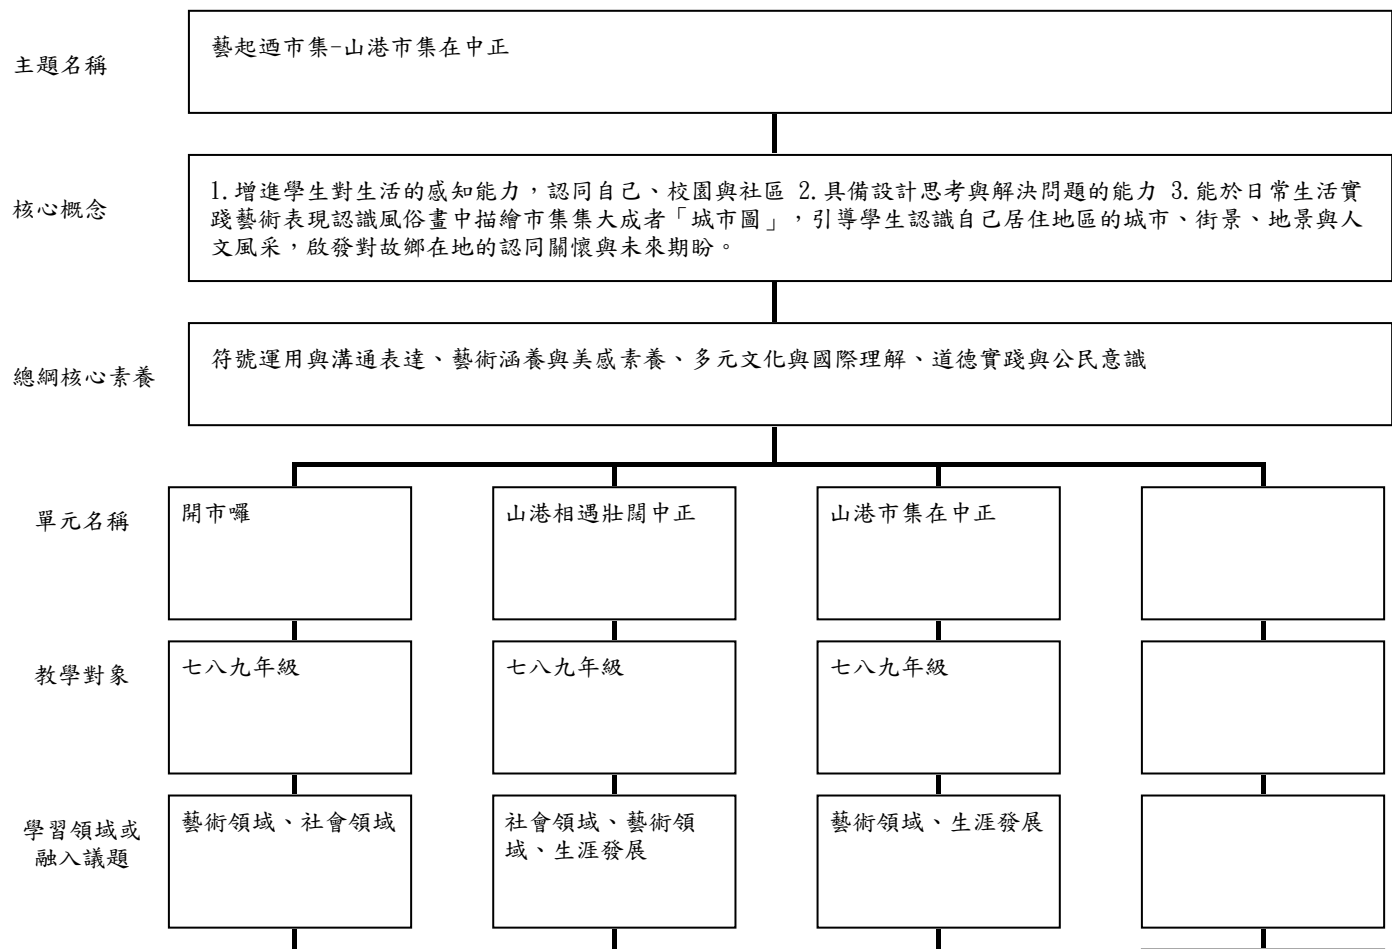 主題名稱
藝起迺市集-山港市集在中正
核心概念
1.增進學生對生活的感知能力，認同自己、校園與社區 2.具備設計思考與解決問題的能力 3.能於日常生活實
踐藝術表現認識風俗畫中描繪市集集大成者「城市圖」，引導學生認識自己居住地區的城市、街景、地景與人
文風采，啟發對故鄉在地的認同關懷與未來期盼。
總綱核心素養
符號運用與溝通表達、藝術涵養與美感素養、多元文化與國際理解、道德實踐與公民意識
單元名稱
開市囉
山港相遇壯闊中正
山港市集在中正
教學對象
七八九年級
七八九年級
七八九年級
學習領域或
融入議題
藝術領域、社會領域
社會領域、藝術領
域、生涯發展
藝術領域、生涯發展